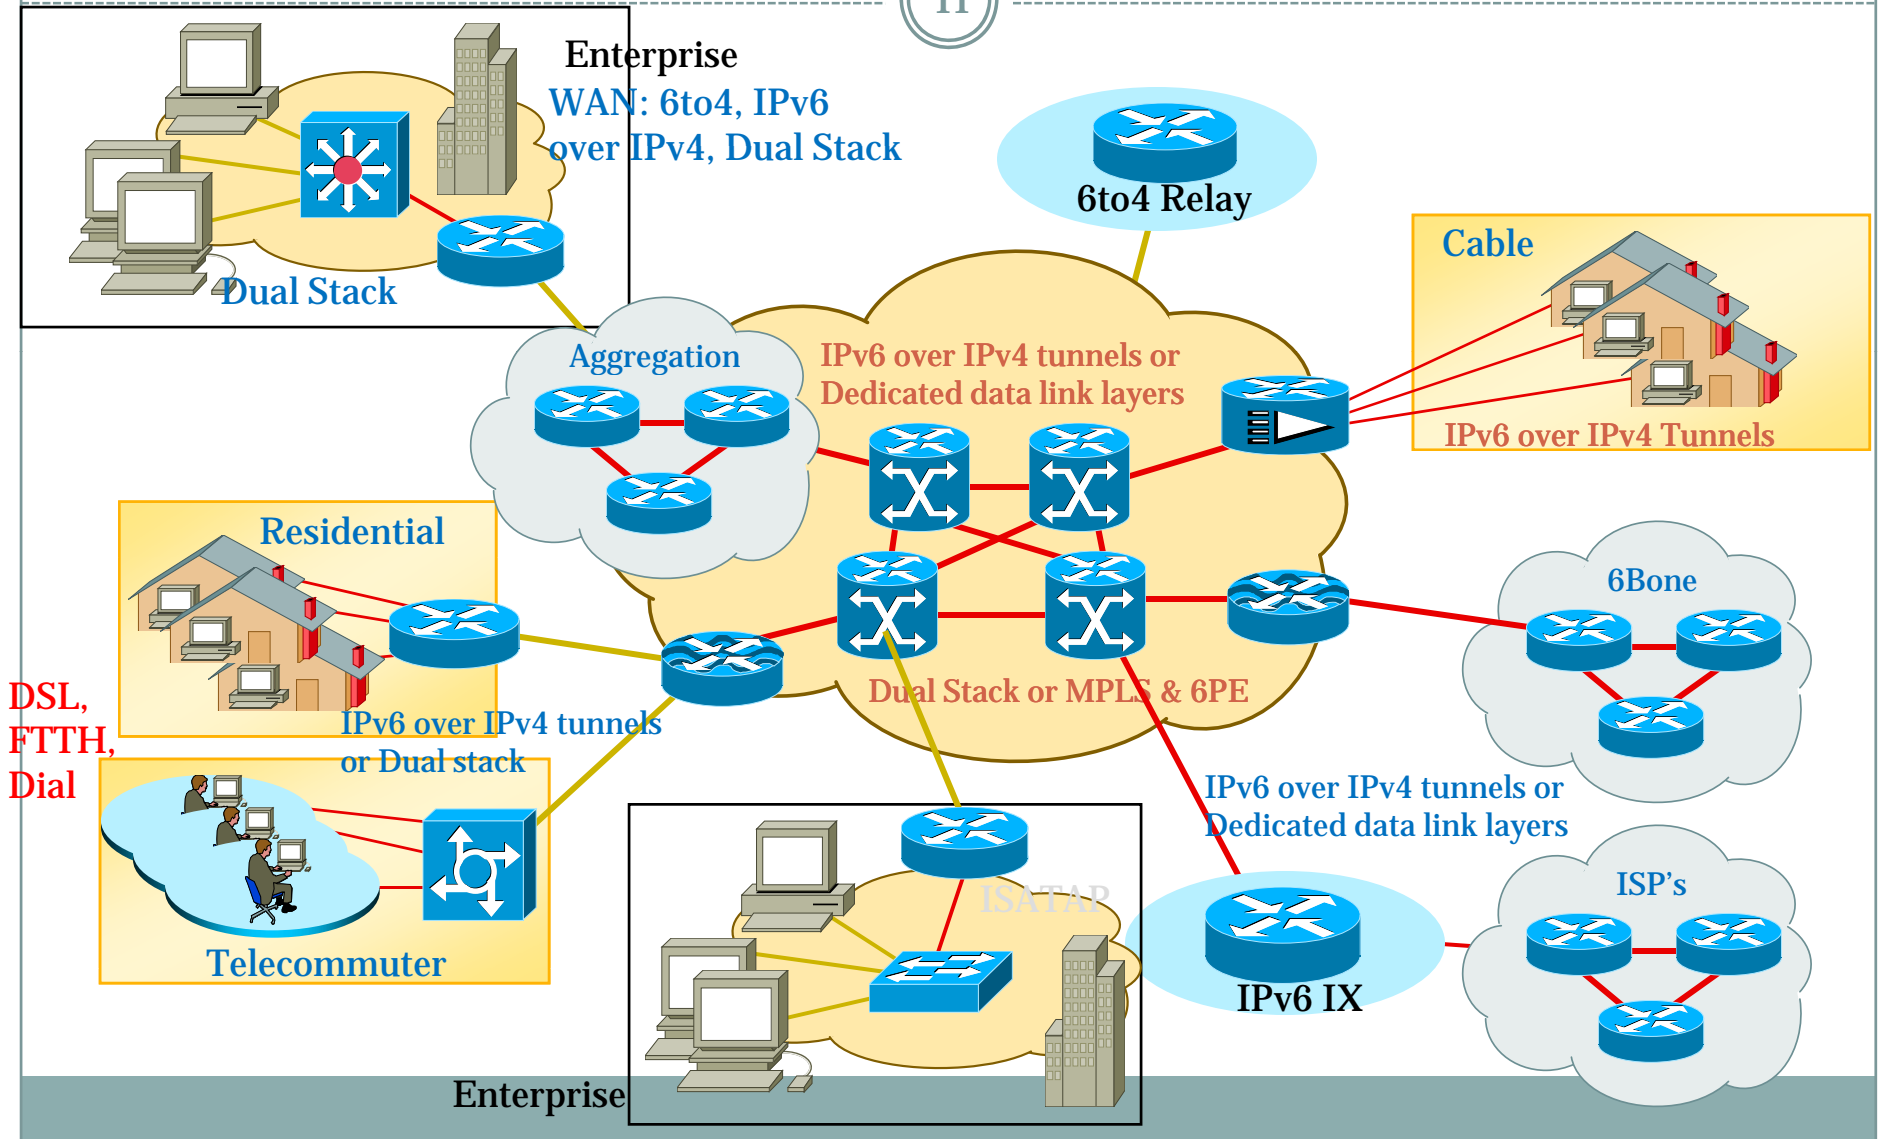 11
Enterprise
WAN: 6to4, IPv6
over IPv4, Dual Stack
Dual Stack
6to4 Relay
Cable
IPv6 over IPv4 Tunnels
Aggregation
IPv6 over IPv4 tunnels or
Dedicated data link layers
Residential
6Bone
DSL,
FTTH,
Dial
IPv6 over IPv4 tunnels
or Dual stack
Dual Stack or MPLS & 6PE
IPv6 over IPv4 tunnels or
Dedicated data link layers
Telecommuter
ISATAP
ISP's
IPv6 IX
Enterprise